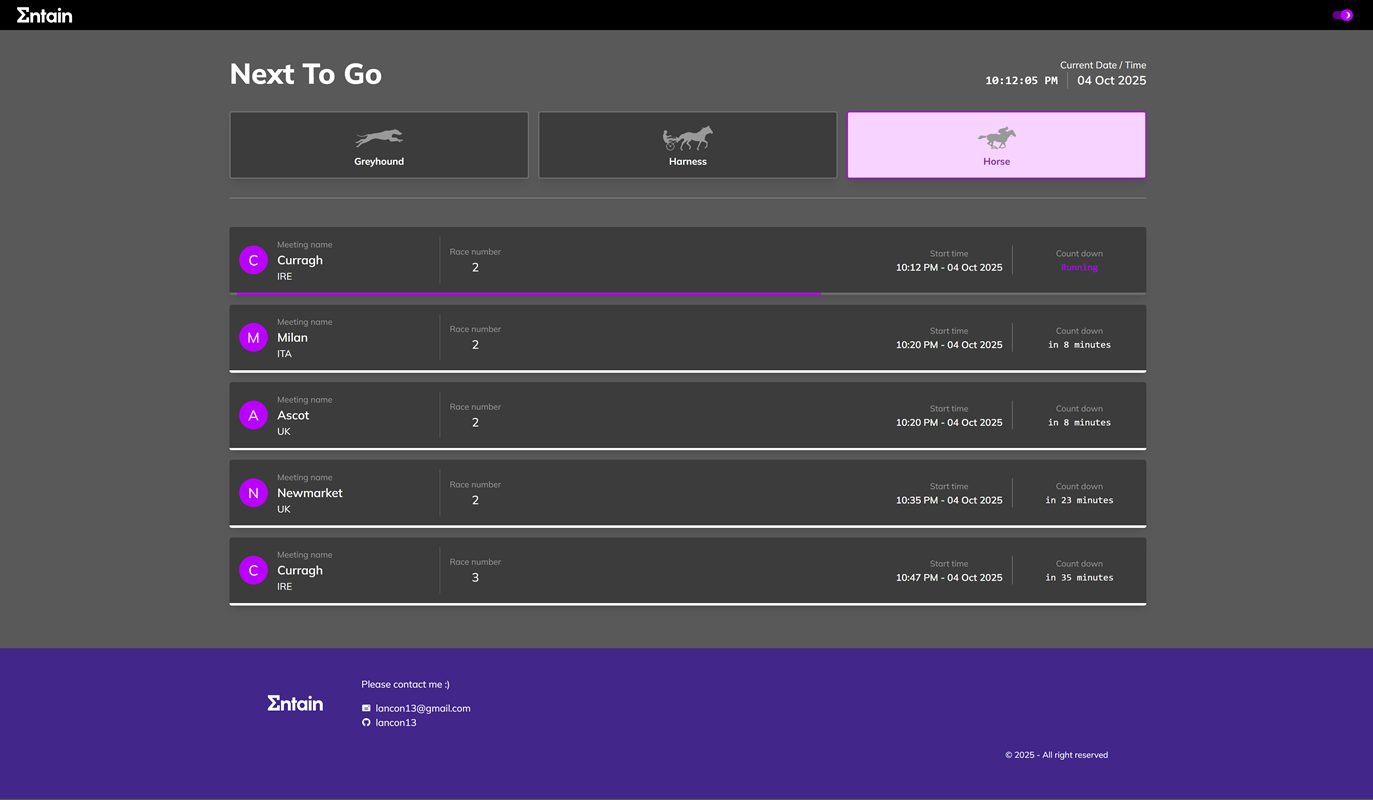 Σntain
Next To Go
Current Date / Time
10:12:05 PM 04 Oct 2025
Greyhound
Harness
Horse
C
Meeting name
Curragh
IRE
Race number
2
Start time
10:12 PM - 04 Oct 2025
Count down
Running
M
Meeting name
Milan
ITA
Race number
2
Start time
10:20 PM - 04 Oct 2025
Count down
in 8 minutes
A
Meeting name
Ascot
UK
Race number
2
Start time
10:20 PM - 04 Oct 2025
Count down
in 8 minutes
N
Meeting name
Newmarket
UK
Race number
2
Start time
10:35 PM - 04 Oct 2025
Count down
in 23 minutes
C
Meeting name
Curragh
IRE
Race number
3
Start time
10:47 PM - 04 Oct 2025
Count down
in 35 minutes
Σntain
Please contact me :)
lancon13@gmail.com
lancon13
© 2025 - All right reserved